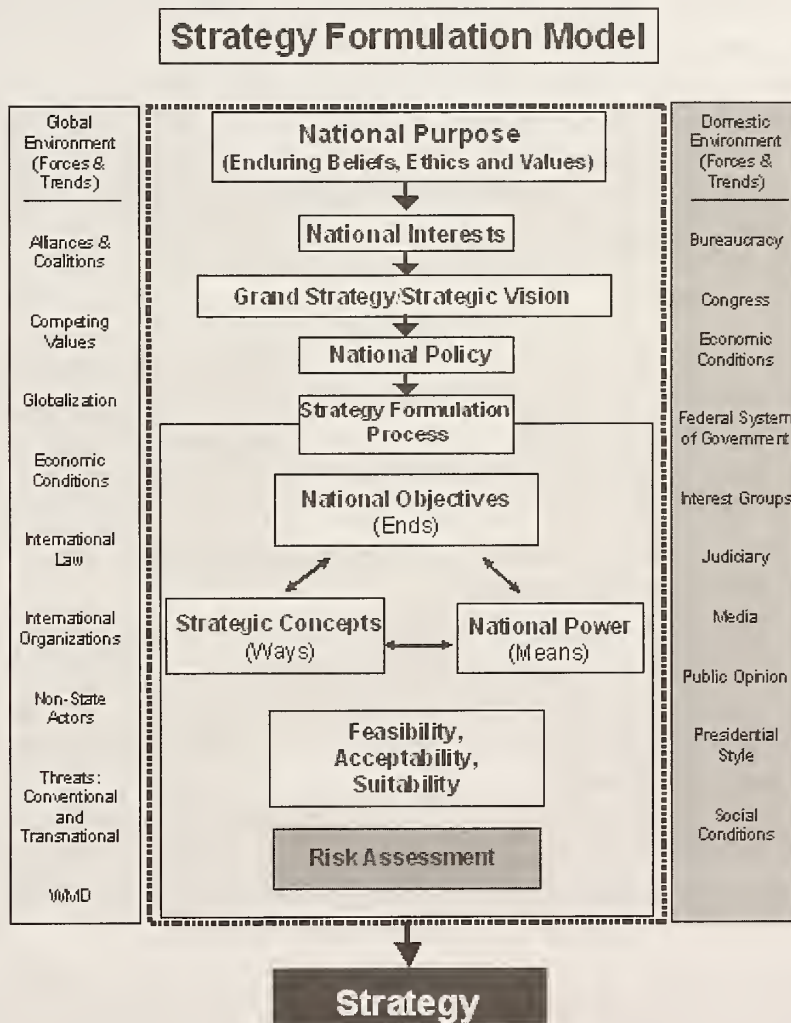 Strategy Formulation Model
Global
Environment
(Forces &
Trends)
Alliances &
Coalitions
Competing
Values
Globalization
Economic
Conditions
International
Law
International
Organizations
Non-State
Actors
Threats:
Conventional
and
Transnational
WMD
National Purpose
(Enduring Beliefs, Ethics and Values)
National Interests
Grand Strategy/Strategic Vision
National Policy
Strategy Formulation
Process
National Objectives
(Ends)
Strategic Concepts
(Ways)
National Power
(Means)
Feasibility,
Acceptability,
Suitability
Risk Assessment
Strategy
Domestic
Environment
(Forces &
Trends)
Bureaucracy
Congress
Economic
Conditions
Federal System
of Government
Interest Groups
Judiciary
Media
Public Opinion
Presidential
Style
Social
Conditions